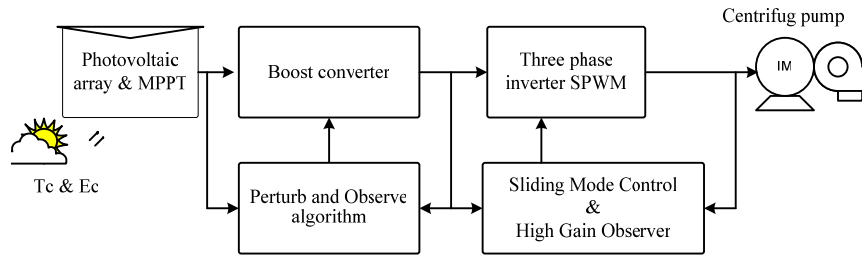 Centrifug pump
Photovoltaic
array & MPPT
Boost converter
Three phase
inverter SPWM
IM
Tc & Ec
Perturb and Observe
algorithm
Sliding Mode Control
&
High Gain Observer